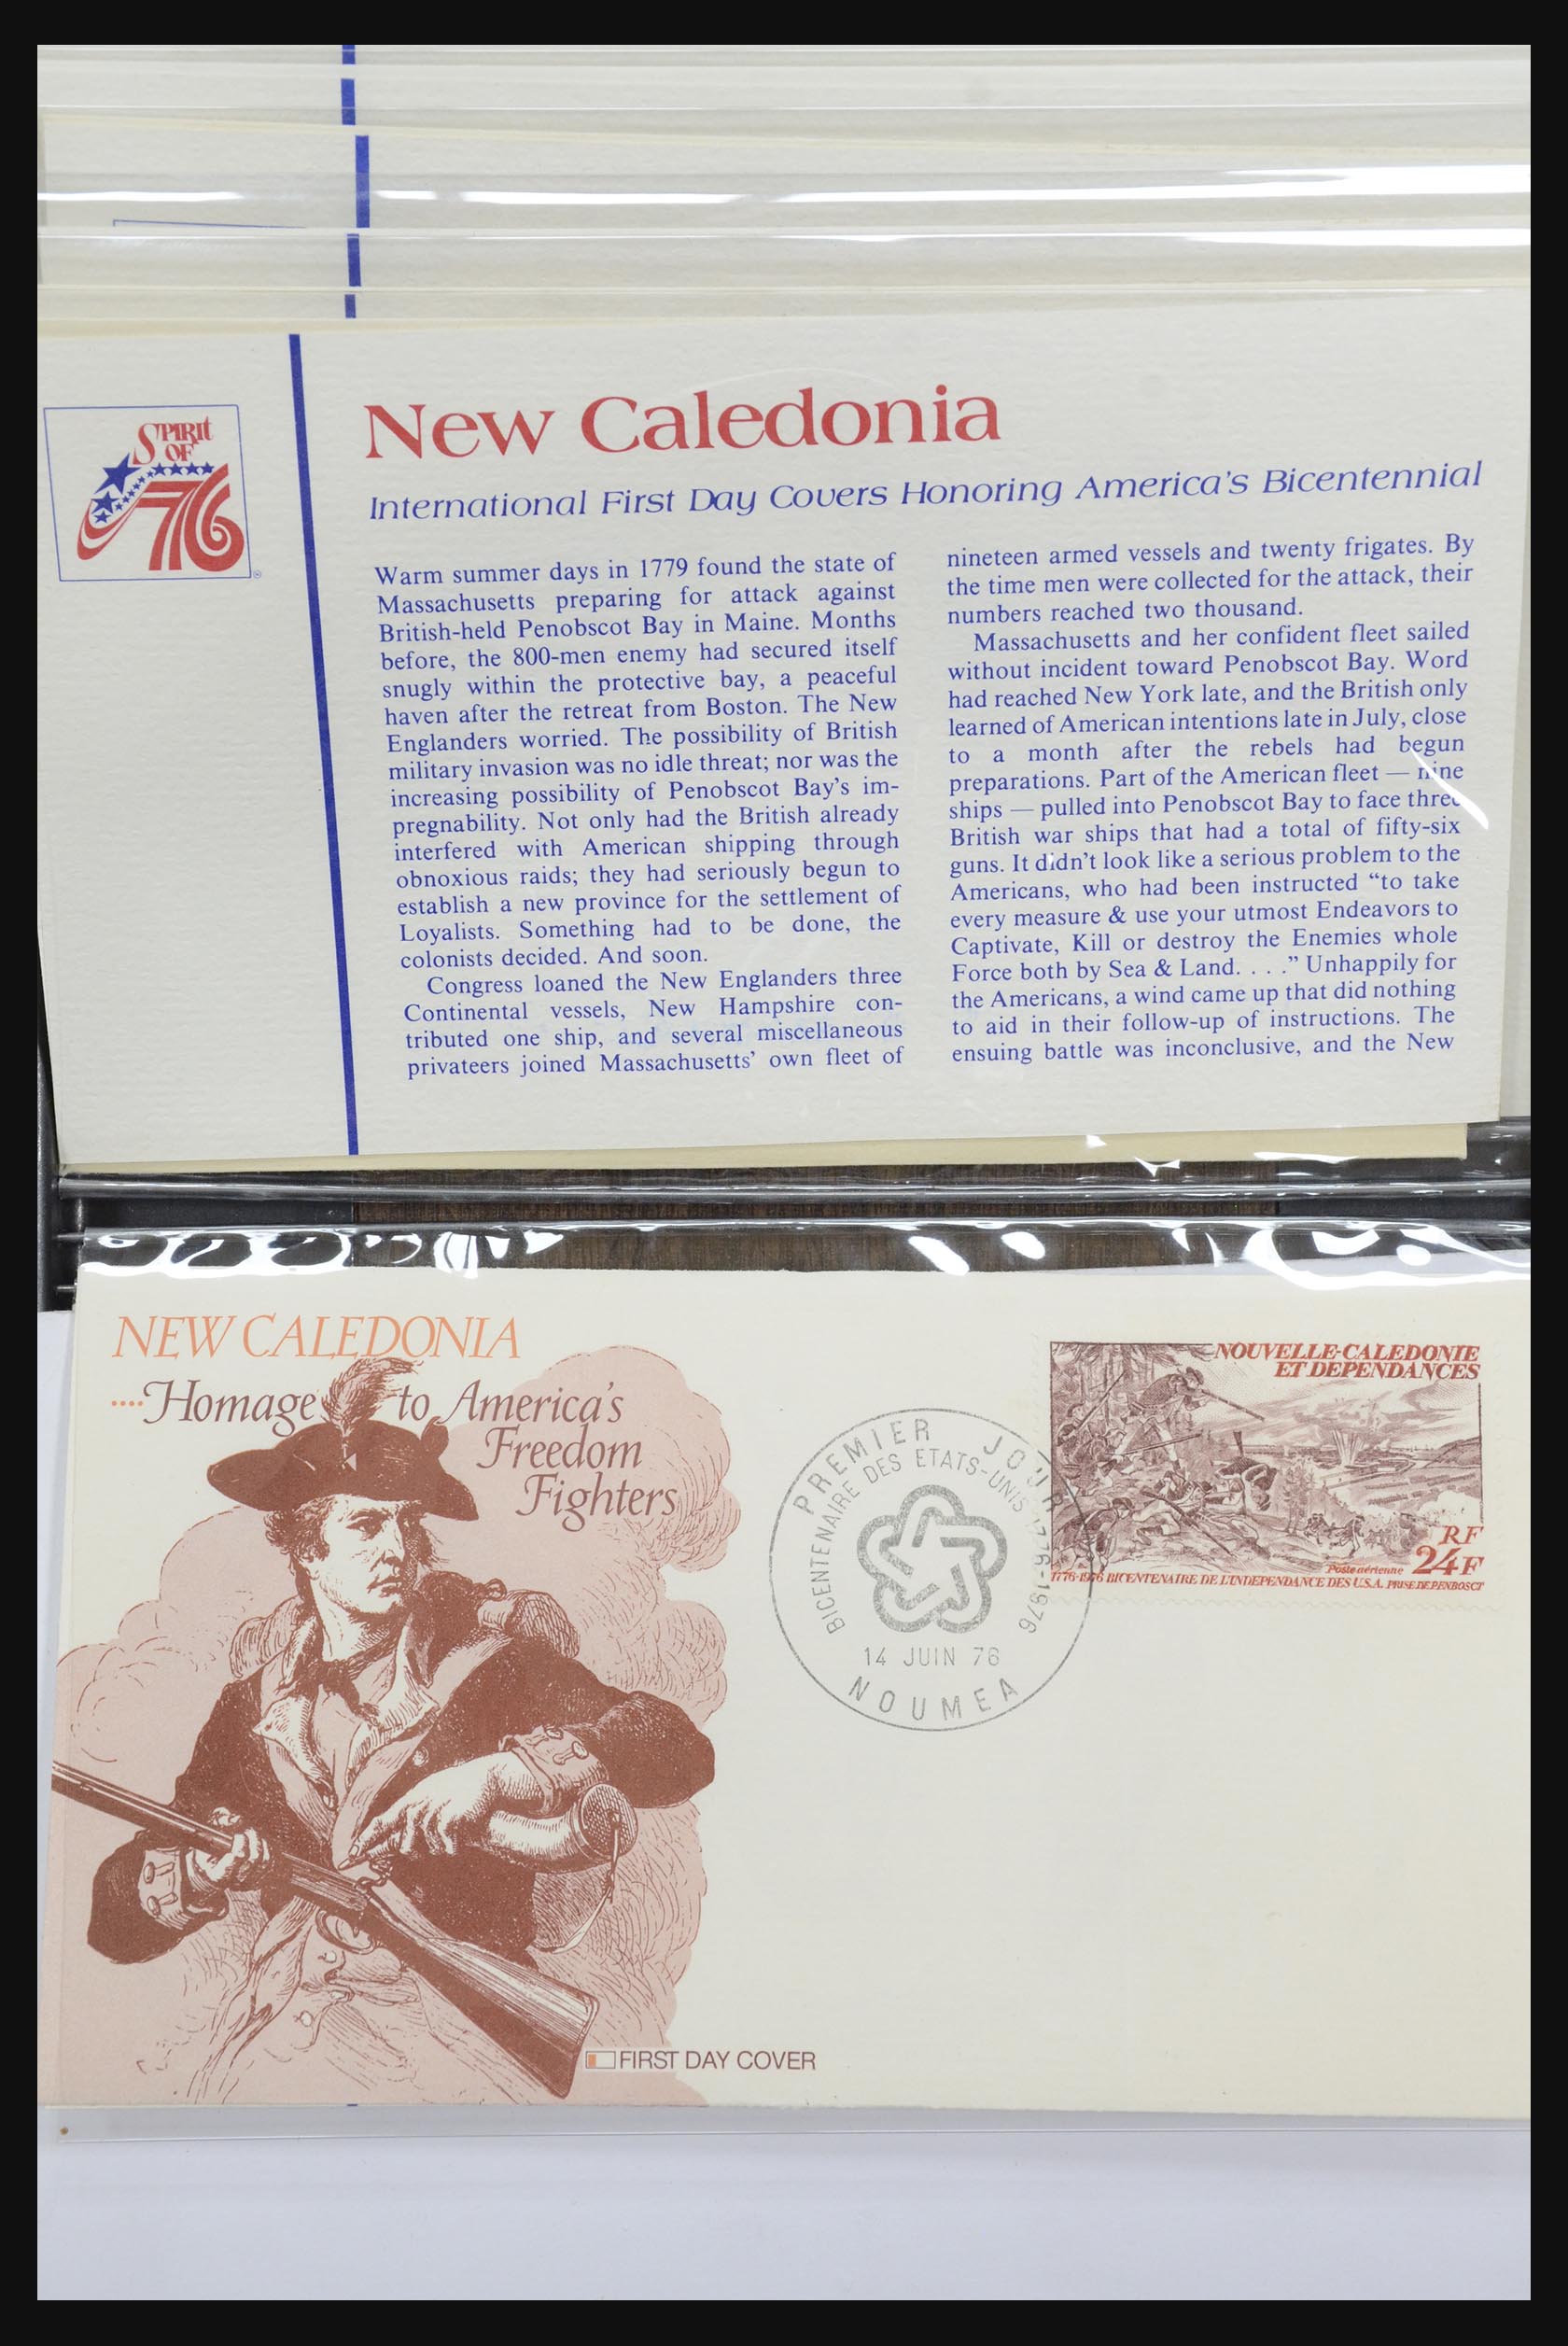 SPIRIT
OF
76
New Caledonia
International First Day Covers Honoring America's Bicentennial
Warm summer days in 1779 found the state of
Massachusetts preparing for attack against
British-held Penobscot Bay in Maine. Months
before, the 800-men enemy had secured itself
snugly within the protective bay, a peaceful
haven after the retreat from Boston. The New
Englanders worried. The possibility of British
military invasion was no idle threat; nor was the
increasing possibility of Penobscot Bay's im-
pregnability. Not only had the British already
interfered with American shipping through
obnoxious raids; they had seriously begun to
establish a new province for the settlement of
Loyalists. Something had to be done, the
colonists decided. And soon.
Congress loaned the New Englanders three
Continental vessels, New Hampshire con-
tributed one ship, and several miscellaneous
privateers joined Massachusetts' own fleet of
nineteen armed vessels and twenty frigates. By
the time men were collected for the attack, their
numbers reached two thousand.
Massachusetts and her confident fleet sailed
without incident toward Penobscot Bay. Word
had reached New York late, and the British only
learned of American intentions late in July, close
to a month after the rebels had begun
preparations. Part of the American fleet — nine
ships — pulled into Penobscot Bay to face three
British war ships that had a total of fifty-six
guns. It didn't look like a serious problem to the
Americans, who had been instructed “to take
every measure & use your utmost Endeavors to
Captivate, Kill or destroy the Enemies whole
Force both by Sea & Land. . . .” Unhappily for
the Americans, a wind came up that did nothing
to aid in their follow-up of instructions. The
ensuing battle was inconclusive, and the New
NEW CALEDONIA
....Homage to America's
Freedom
Fighters
FIRST DAY COVER
PREMIER JOUR
BICENTENAIRE DES ETATS-UNIS 1776-1976
14 JUIN 76
NOUMEA
NOUVELLE-CALEDONIE
ET DEPENDANCES
RF
24F
Poste aérienne
1776-1976 BICENTENAIRE DE L'INDEPENDANCE DES U.S.A. PRISE DE PENBOSCT